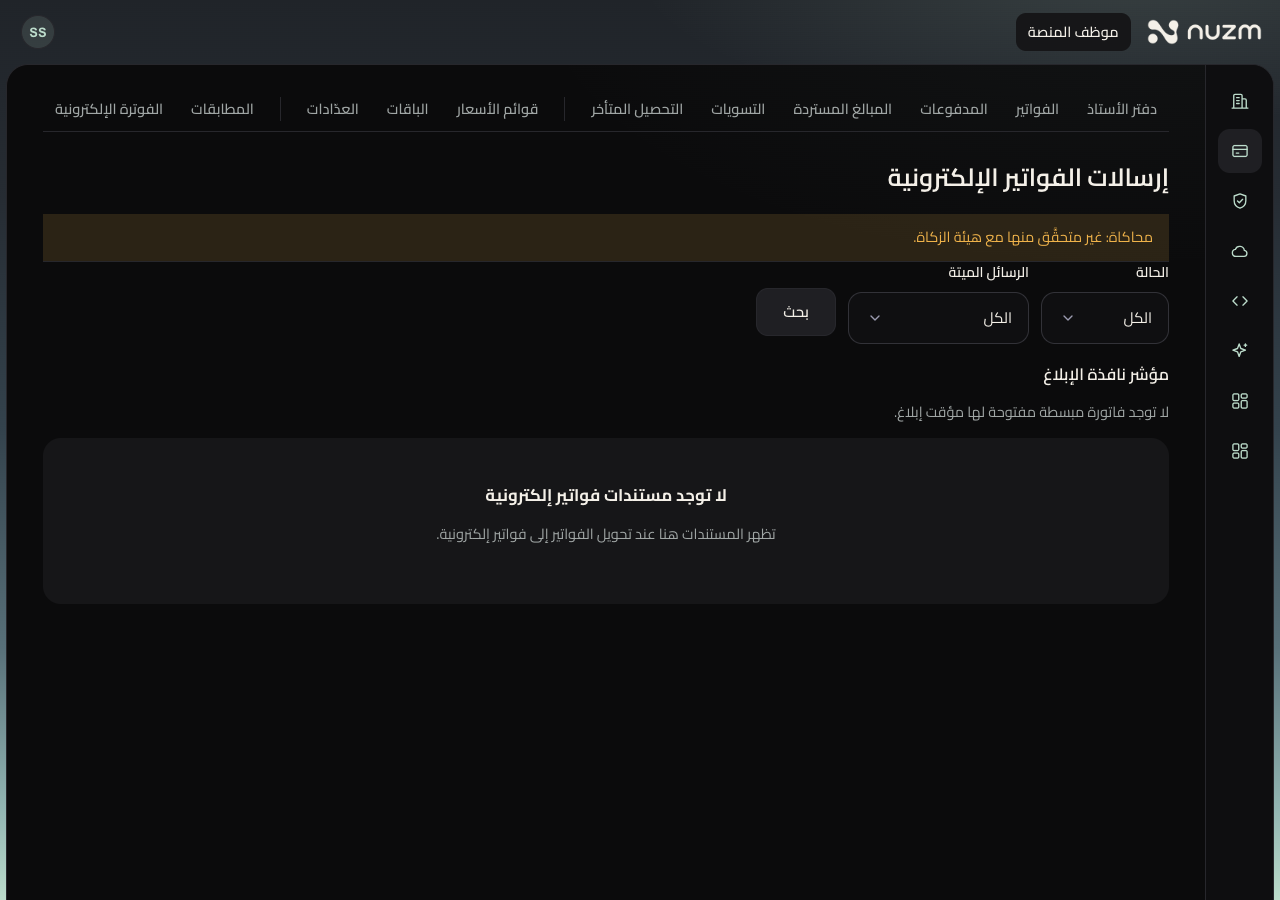 nuzm
موظف المنصة
SS
دفتر الأستاذ
الفواتير
المدفوعات
المبالغ المستردة
التسويات
التحصيل المتأخر
قوائم الأسعار
الباقات
العدّادات
المطابقات
الفوترة الإلكترونية
إرسالات الفواتير الإلكترونية
محاكاة: غير متحقَّق منها مع هيئة الزكاة.
الحالة
الرسائل الميتة
الكل
الكل
بحث
مؤشر نافذة الإبلاغ
لا توجد فاتورة مبسطة مفتوحة لها مؤقت إبلاغ.
لا توجد مستندات فواتير إلكترونية
تظهر المستندات هنا عند تحويل الفواتير إلى فواتير إلكترونية.